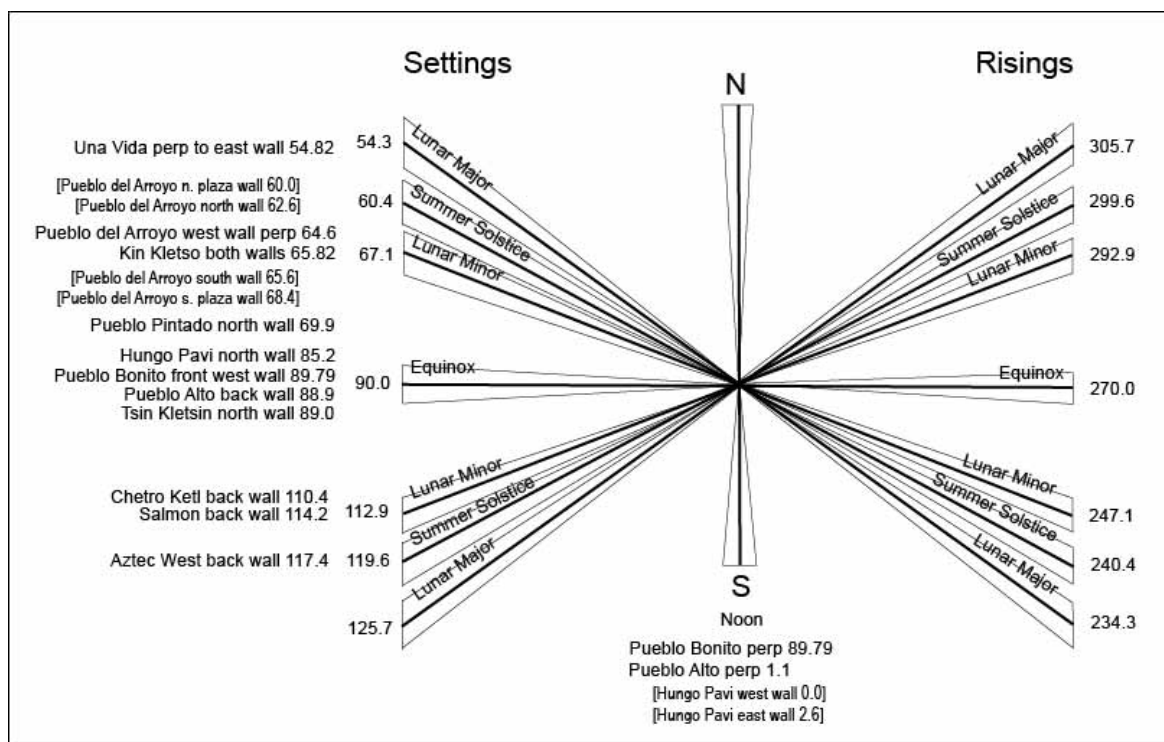 Settings
Risings
N
Una Vida perp to east wall 54.82
54.3
Lunar Major
Lunar Major
305.7
[Pueblo del Arroyo n. plaza wall 60.0]
[Pueblo del Arroyo north wall 62.6]
60.4
Summer Solstice
Summer Solstice
299.6
Pueblo del Arroyo west wall perp 64.6
Kin Kletso both walls 65.82
67.1
Lunar Minor
Lunar Minor
292.9
[Pueblo del Arroyo south wall 65.6]
[Pueblo del Arroyo s. plaza wall 68.4]
Pueblo Pintado north wall 69.9
Hungo Pavi north wall 85.2
Pueblo Bonito front west wall 89.79
Pueblo Alto back wall 88.9
Tsin Kletsin north wall 89.0
90.0
Equinox
Equinox
270.0
Chetro Ketl back wall 110.4
Salmon back wall 114.2
112.9
Lunar Minor
Lunar Minor
247.1
Aztec West back wall 117.4
119.6
Summer Solstice
Summer Solstice
240.4
125.7
Lunar Major
Lunar Major
234.3
S
Noon
Pueblo Bonito perp 89.79
Pueblo Alto perp 1.1
[Hungo Pavi west wall 0.0]
[Hungo Pavi east wall 2.6]